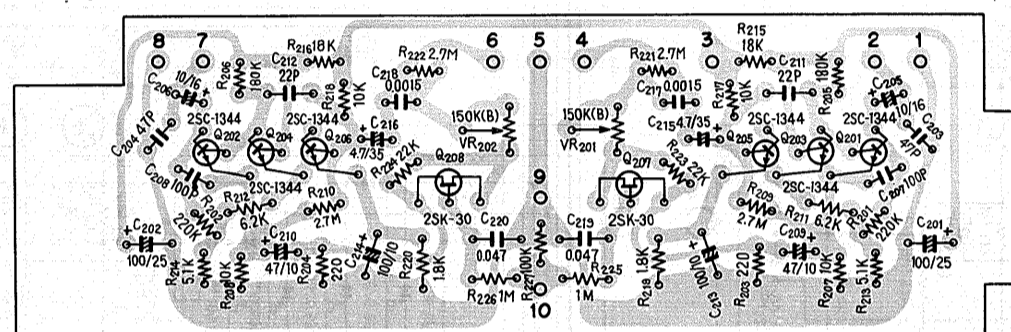 8 7 6 5 4 3 2 1
R216 18K
C212 22P
R206 180K
10/16
C206
R222 2.7M
C218 0.0015
R218 10K
R221 2.7M
C217 0.0015
R215 18K
C211 22P
R217 10K
R205 180K
C205 10/16
C204 47P
2SC-1344
Q202
Q204
2SC-1344
Q206
C216 4.7/35
150K(B)
VR202
150K(B)
VR201
C215 4.7/35
2SC-1344
Q205
Q203
Q201
2SC-1344
C203 47P
C208 100P
2SC-1344
R224 22K
Q208
2SK-30
Q207
2SK-30
R223 22K
2SC-1344
C207 100P
R202 220K
R212 6.2K
R210 2.7M
9
R209 2.7M
R211 6.2K
R201 220K
C202 100/25
C210 47/10
C214 100/10
C220 0.047
C219 0.047
C213 100/10
C209 47/10
C201 100/25
R214 5.1K
R208 10K
R204 220
R220 1.8K
R226 1M
R227 100K
R225 1M
R219 1.8K
R203 220
R207 10K
R213 5.1K
10